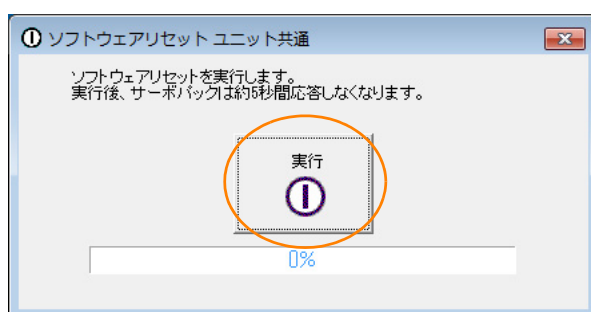 ソフトウェアリセット ユニット共通
ソフトウェアリセットを実行します。
実行後、サーボパックは約5秒間応答しなくなります。
実行
0%